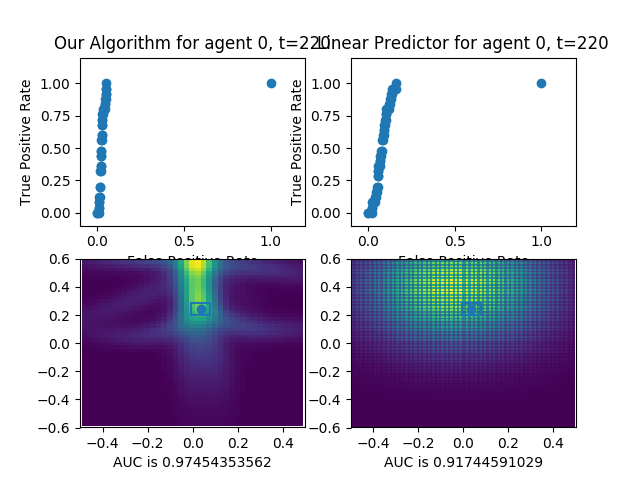 Our Algorithm for agent 0, t=220
Linear Predictor for agent 0, t=220
True Positive Rate
1.00
0.75
0.50
0.25
0.00
0.0 0.5 1.0
False Positive Rate
True Positive Rate
1.00
0.75
0.50
0.25
0.00
0.0 0.5 1.0
False Positive Rate
0.6
0.4
0.2
0.0
−0.2
−0.4
−0.6
−0.4 −0.2 0.0 0.2 0.4
AUC is 0.97454353562
0.6
0.4
0.2
0.0
−0.2
−0.4
−0.6
−0.4 −0.2 0.0 0.2 0.4
AUC is 0.91744591029